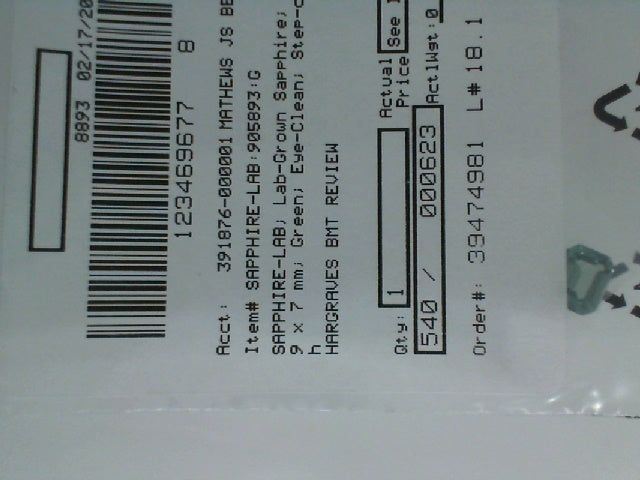 8893 02/17/20
123469677 8
Acct: 391876-000001 MATHEWS JS BE
Item# SAPPHIRE-LAB:905893:G
SAPPHIRE-LAB; Lab-Grown Sapphire;
9 x 7 mm; Green; Eye-Clean; Step-c
h
HARGRAVES BMT REVIEW
Qty: 1 Actual Price See
540 / 000623 ActlWgt: 0
Order#: 39474981 L# 18.1